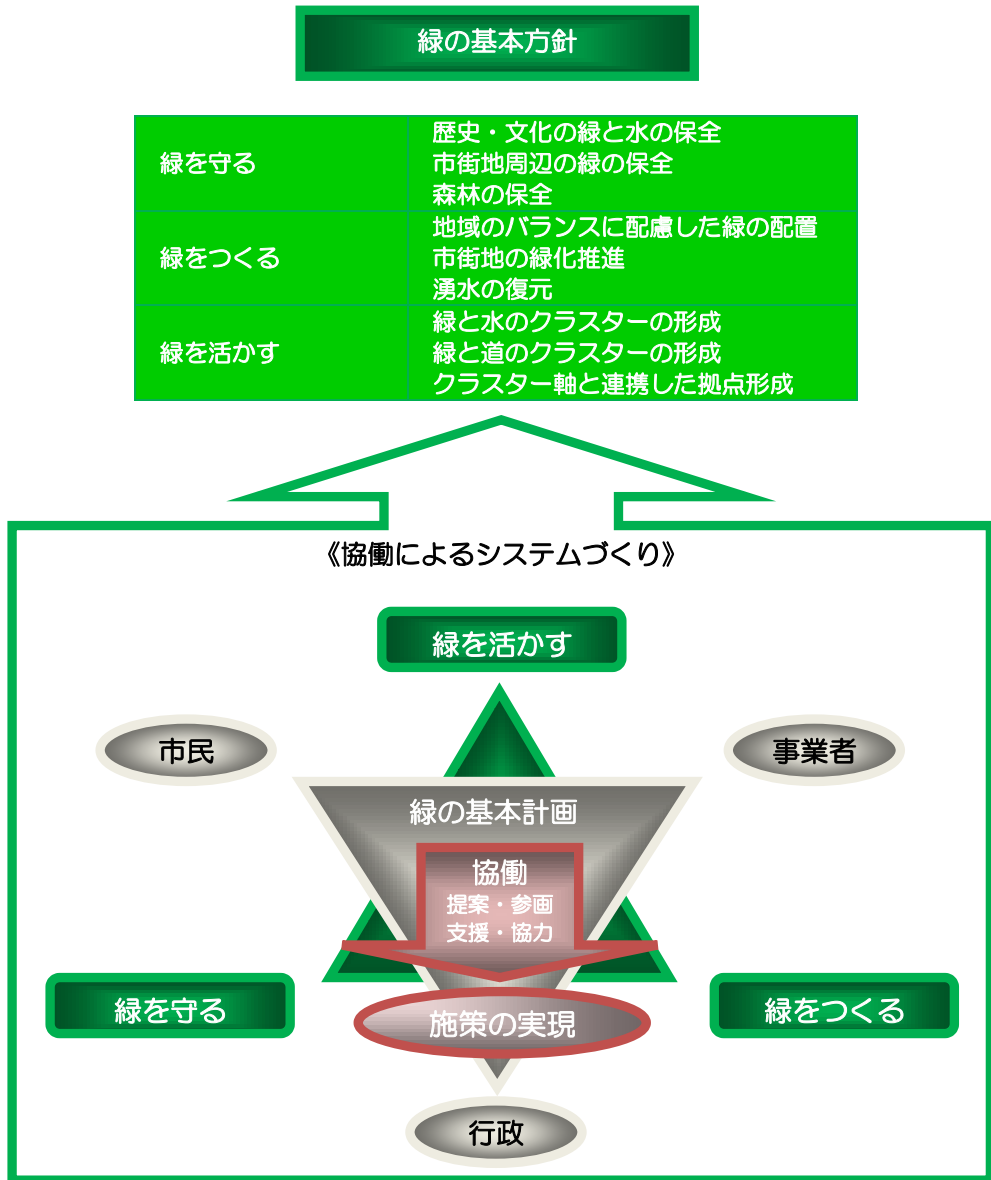 緑の基本方針
緑を守る
歴史・文化の緑と水の保全
市街地周辺の緑の保全
森林の保全
緑をつくる
地域のバランスに配慮した緑の配置
市街地の緑化推進
湧水の復元
緑を活かす
緑と水のクラスターの形成
緑と道のクラスターの形成
クラスター軸と連携した拠点形成
《協働によるシステムづくり》
緑を活かす
市民
事業者
緑の基本計画
協働
提案・参画
支援・協力
緑を守る
施策の実現
緑をつくる
行政